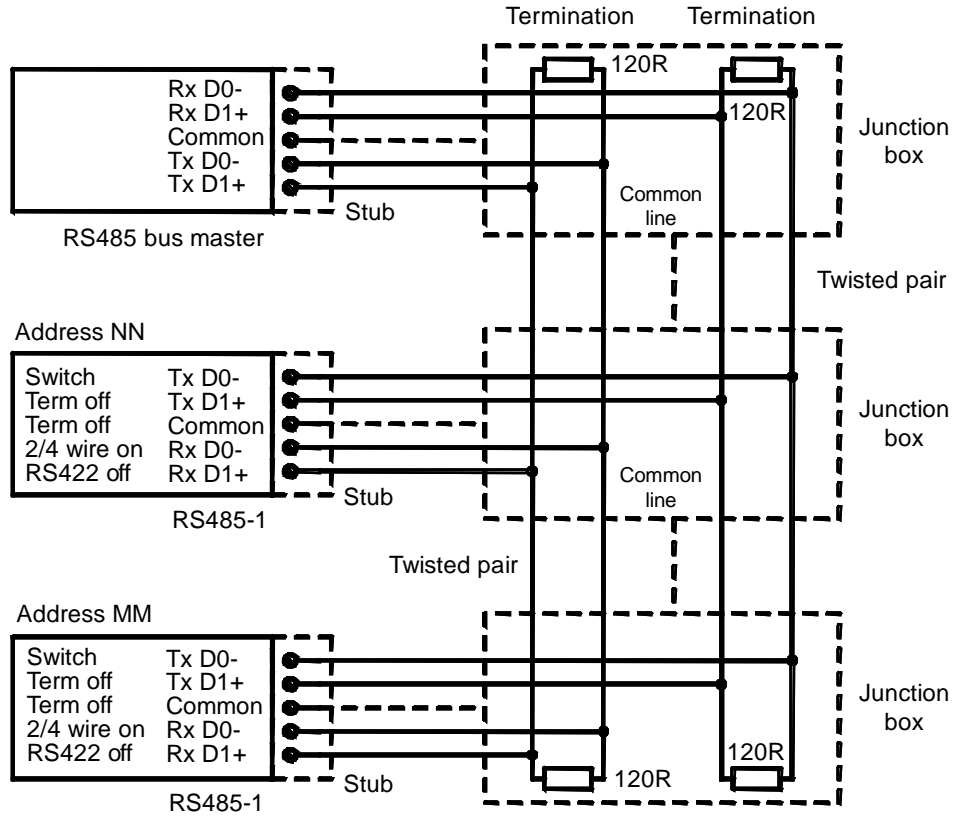 Termination
Termination
120R
120R
Rx D0-
Rx D1+
Common
Tx D0-
Tx D1+
Junction
box
Stub
Common
line
RS485 bus master
Twisted pair
Address NN
Switch Tx D0-
Term off Tx D1+
Term off Common
2/4 wire on Rx D0-
RS422 off Rx D1+
Junction
box
Stub
Common
line
RS485-1
Twisted pair
Address MM
Switch Tx D0-
Term off Tx D1+
Term off Common
2/4 wire on Rx D0-
RS422 off Rx D1+
Junction
box
120R
120R
Stub
RS485-1